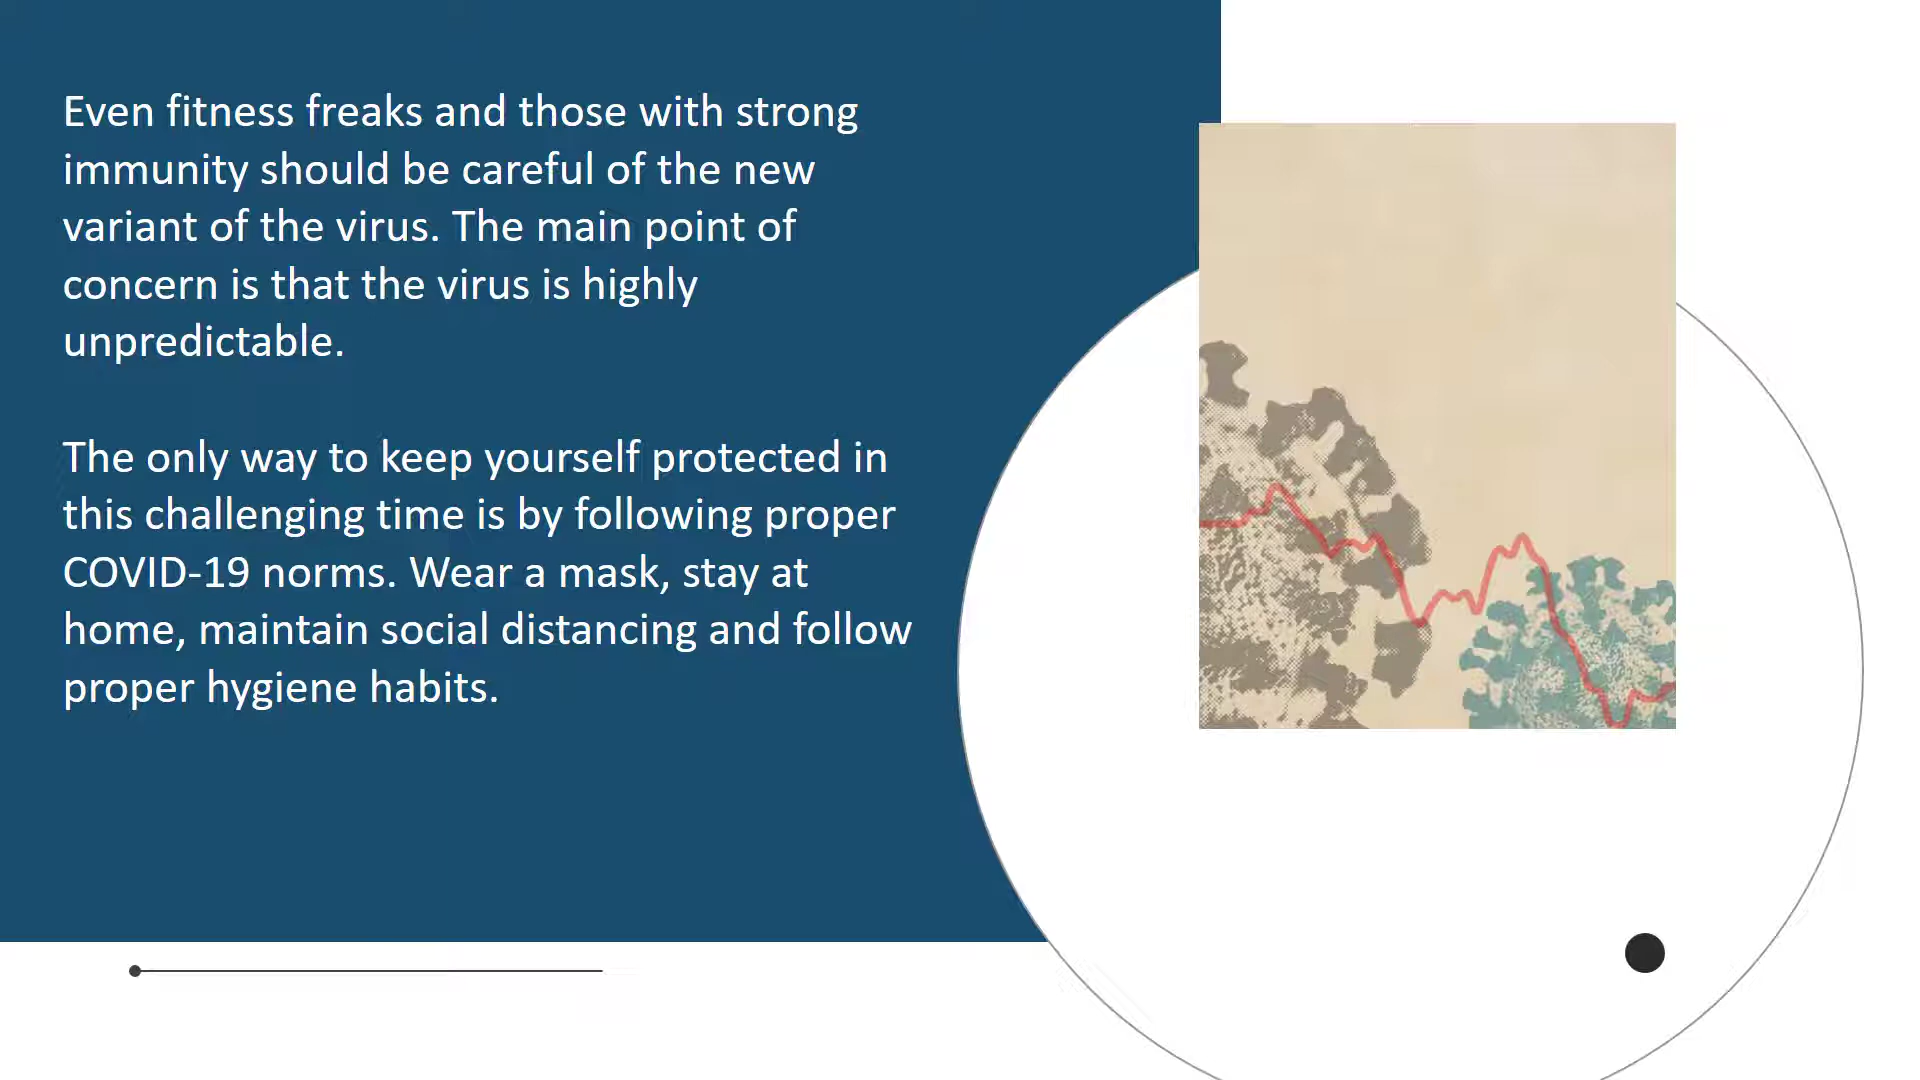 Even fitness freaks and those with strong
immunity should be careful of the new
variant of the virus. The main point of
concern is that the virus is highly
unpredictable.
The only way to keep yourself protected in
this challenging time is by following proper
COVID-19 norms. Wear a mask, stay at
home, maintain social distancing and follow
proper hygiene habits.